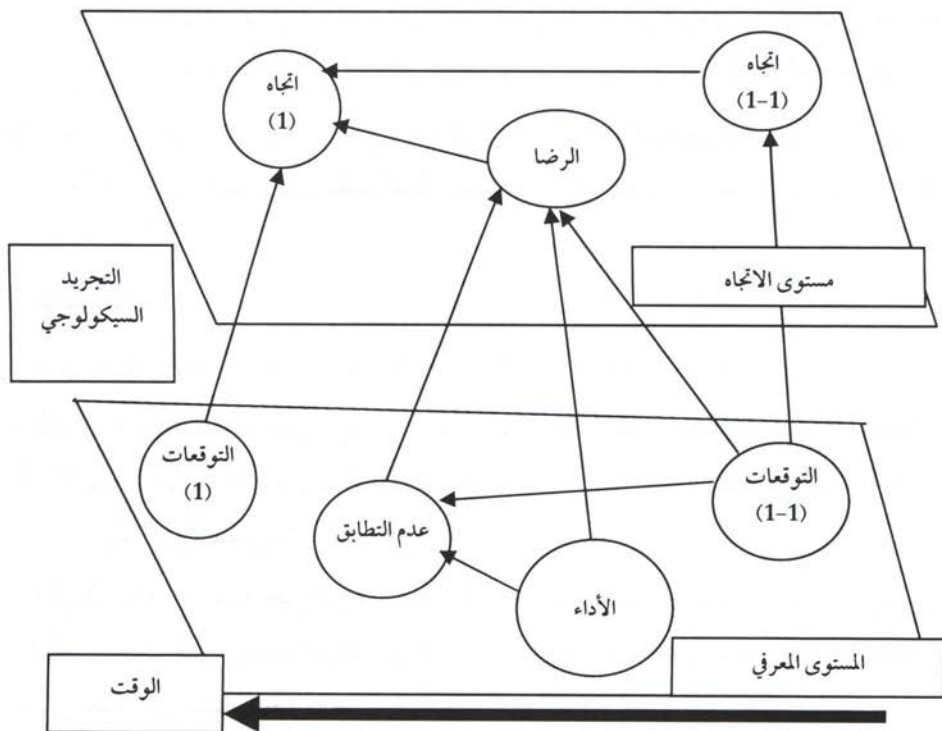 اتجاه
(1-1)
اتجاه
(1)
الرضا
مستوى الاتجاه
التجريد
السيكولوجي
التوقعات
(1-1)
التوقعات
(1)
عدم التطابق
الأداء
المستوى المعرفي
الوقت